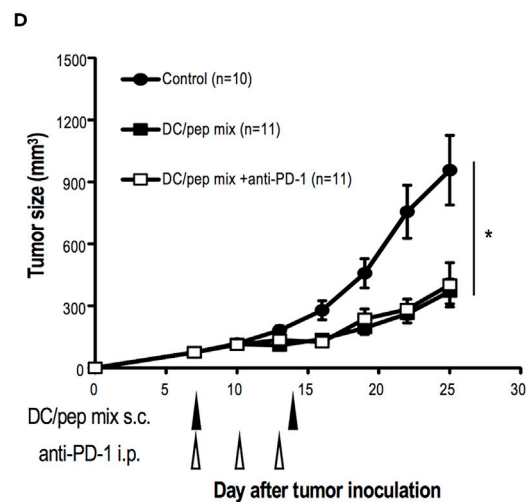 D
1500
1200
900
600
300
0
Tumor size (mm³)
Control (n=10)
DC/pep mix (n=11)
DC/pep mix +anti-PD-1 (n=11)
*
0 5 10 15 20 25 30
DC/pep mix s.c.
anti-PD-1 i.p.
Day after tumor inoculation